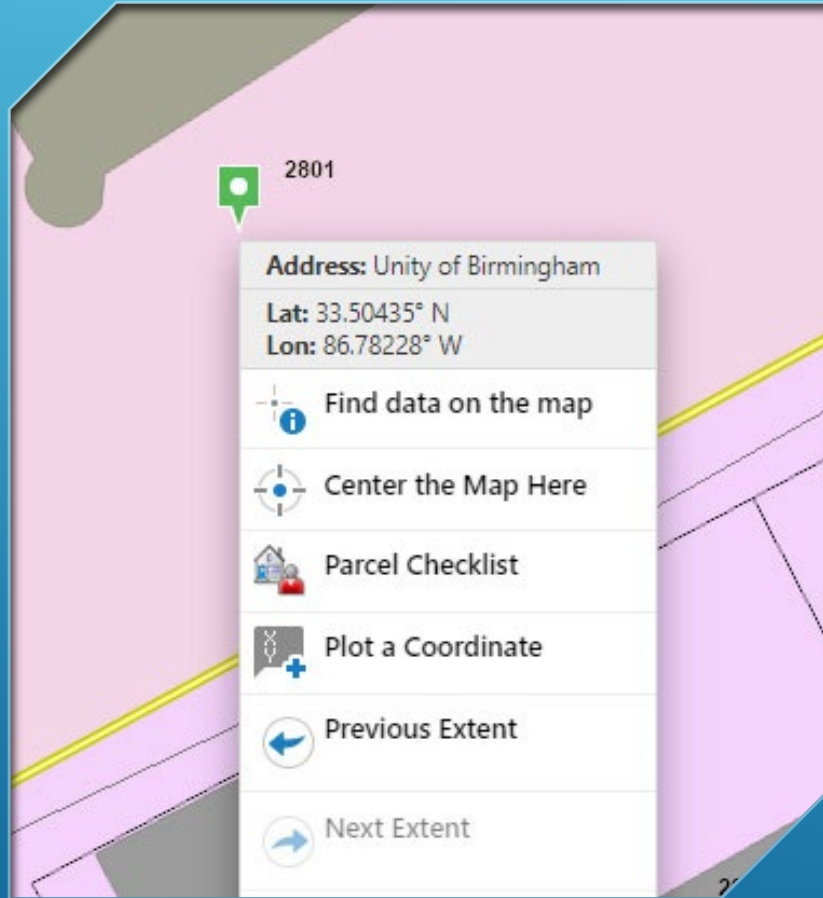 2801
Address: Unity of Birmingham
Lat: 33.50435° N
Lon: 86.78228° W
Find data on the map
Center the Map Here
Parcel Checklist
Plot a Coordinate
Previous Extent
Next Extent